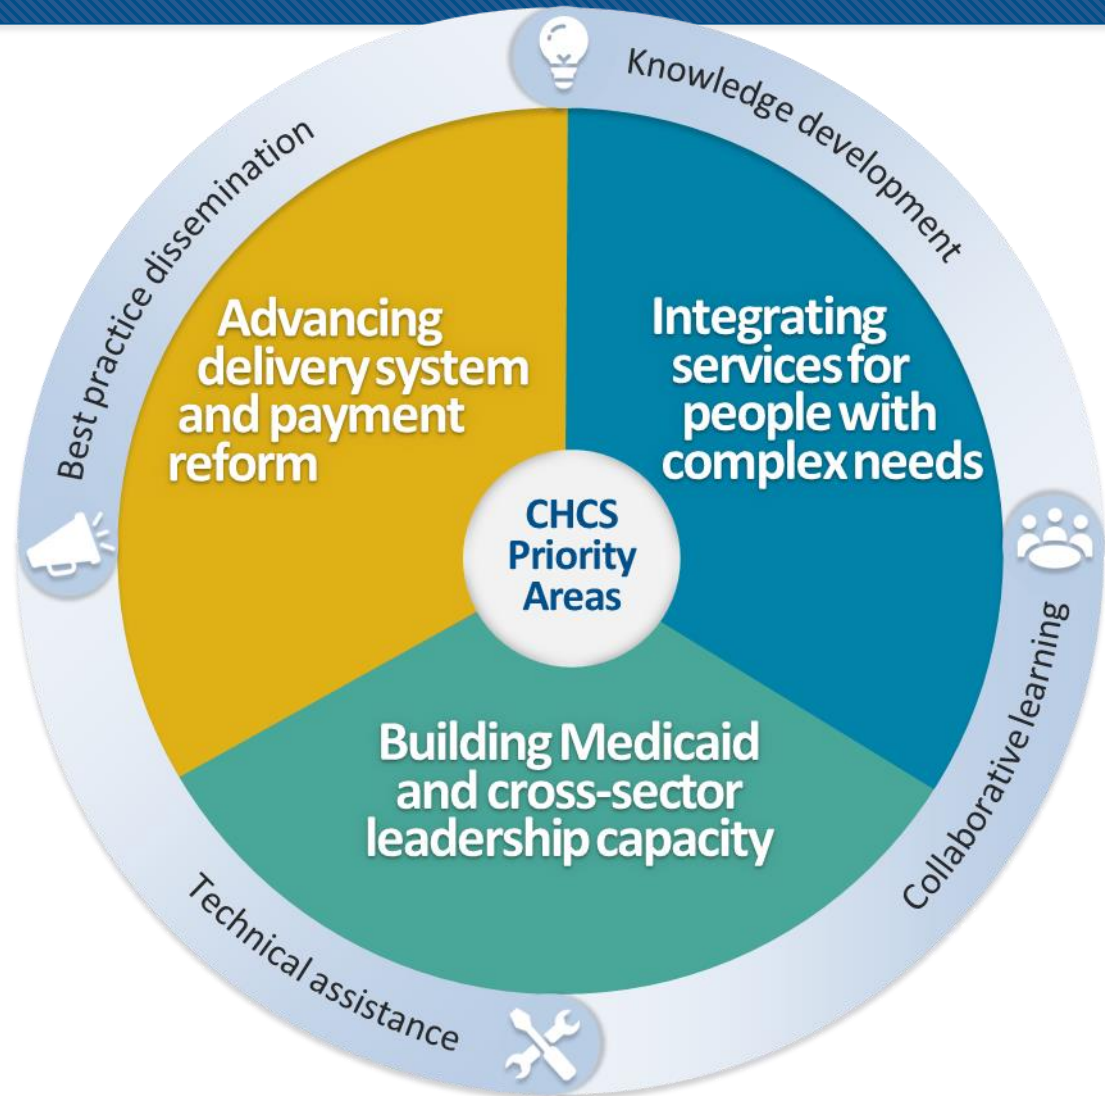 Knowledge development
Best practice dissemination
Advancing
delivery system
and payment
reform
Integrating
services for
people with
complex needs
CHCS
Priority
Areas
Building Medicaid
and cross-sector
leadership capacity
Collaborative learning
Technical assistance